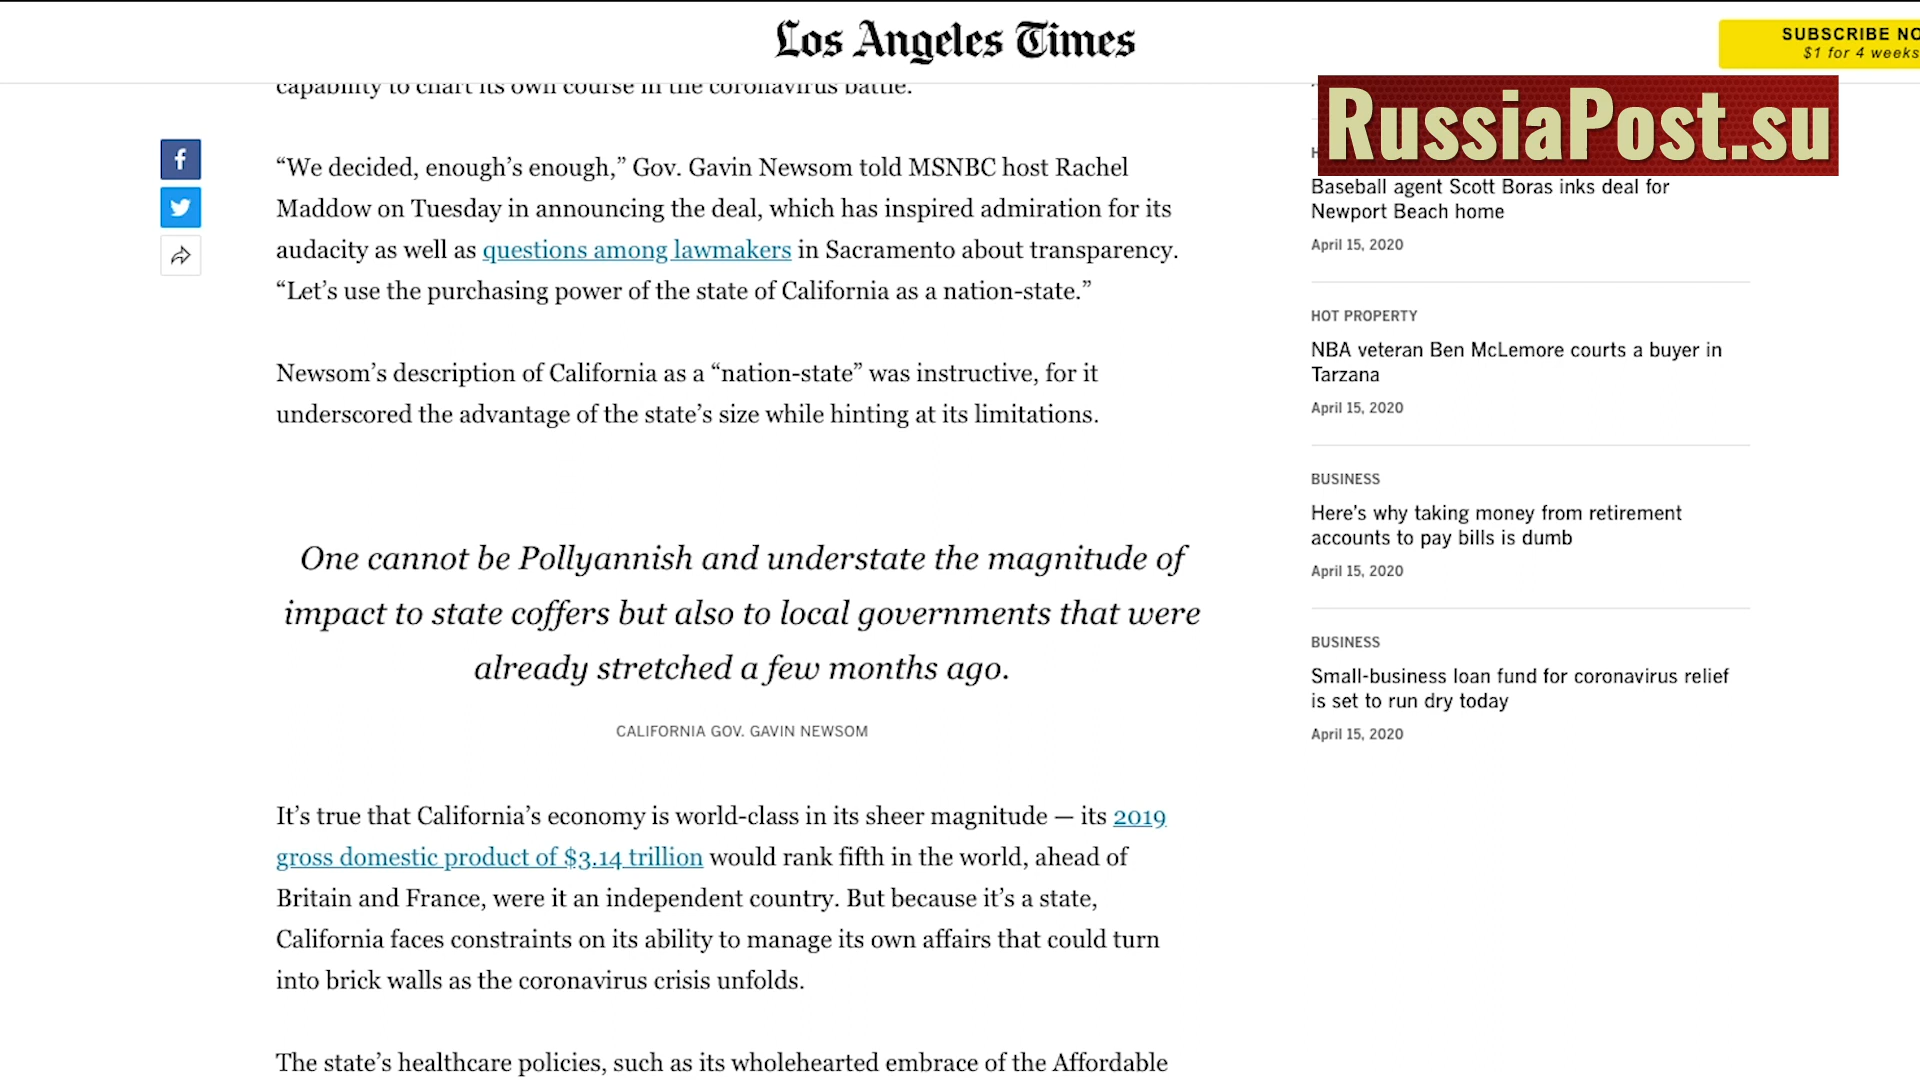 Los Angeles Times
SUBSCRIBE NO
$1 for 4 weeks
capability to chart its own course in the coronavirus battle.
“We decided, enough’s enough,” Gov. Gavin Newsom told MSNBC host Rachel
Maddow on Tuesday in announcing the deal, which has inspired admiration for its
audacity as well as questions among lawmakers in Sacramento about transparency.
“Let’s use the purchasing power of the state of California as a nation-state.”
Newsom’s description of California as a “nation-state” was instructive, for it
underscored the advantage of the state’s size while hinting at its limitations.
One cannot be Pollyannish and understate the magnitude of
impact to state coffers but also to local governments that were
already stretched a few months ago.
CALIFORNIA GOV. GAVIN NEWSOM
It’s true that California’s economy is world-class in its sheer magnitude — its 2019
gross domestic product of $3.14 trillion would rank fifth in the world, ahead of
Britain and France, were it an independent country. But because it’s a state,
California faces constraints on its ability to manage its own affairs that could turn
into brick walls as the coronavirus crisis unfolds.
The state’s healthcare policies, such as its wholehearted embrace of the Affordable
RussiaPost.su
Baseball agent Scott Boras inks deal for
Newport Beach home
April 15, 2020
HOT PROPERTY
NBA veteran Ben McLemore courts a buyer in
Tarzana
April 15, 2020
BUSINESS
Here’s why taking money from retirement
accounts to pay bills is dumb
April 15, 2020
BUSINESS
Small-business loan fund for coronavirus relief
is set to run dry today
April 15, 2020